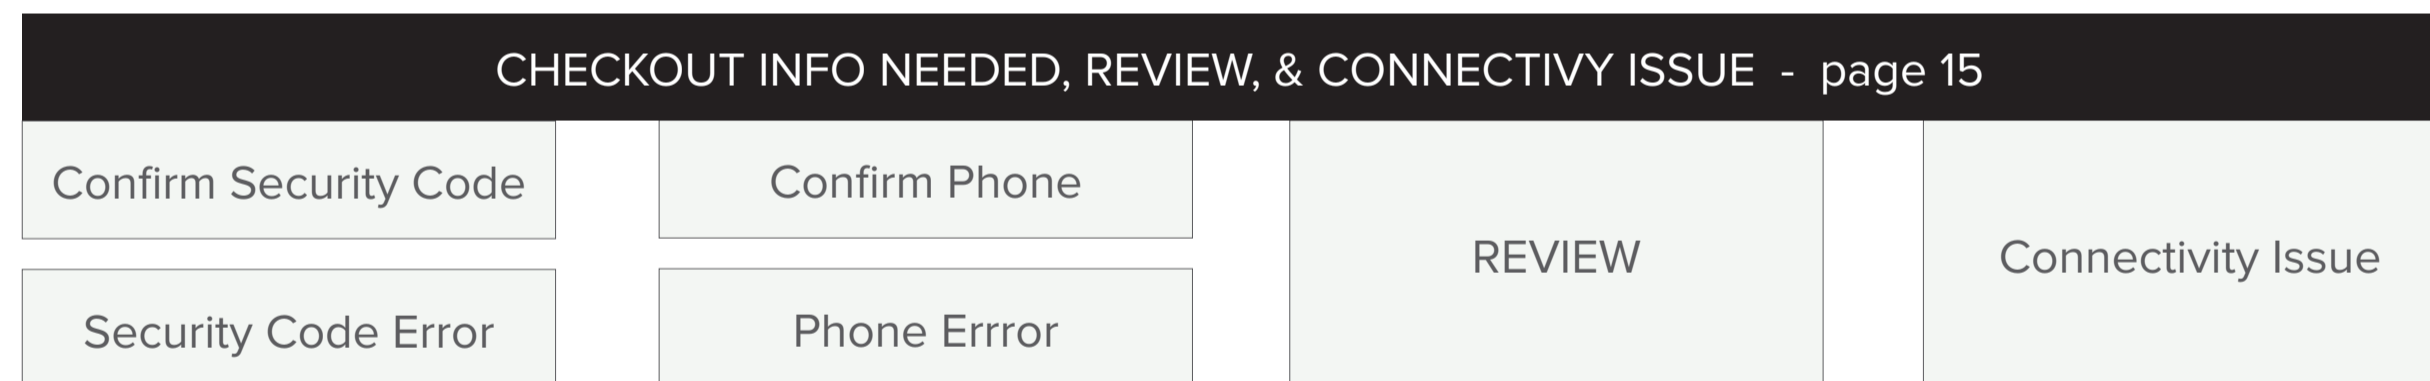 CHECKOUT INFO NEEDED, REVIEW, & CONNECTIVY ISSUE - page 15
Confirm Security Code
Confirm Phone
REVIEW
Connectivity Issue
Security Code Error
Phone Errror